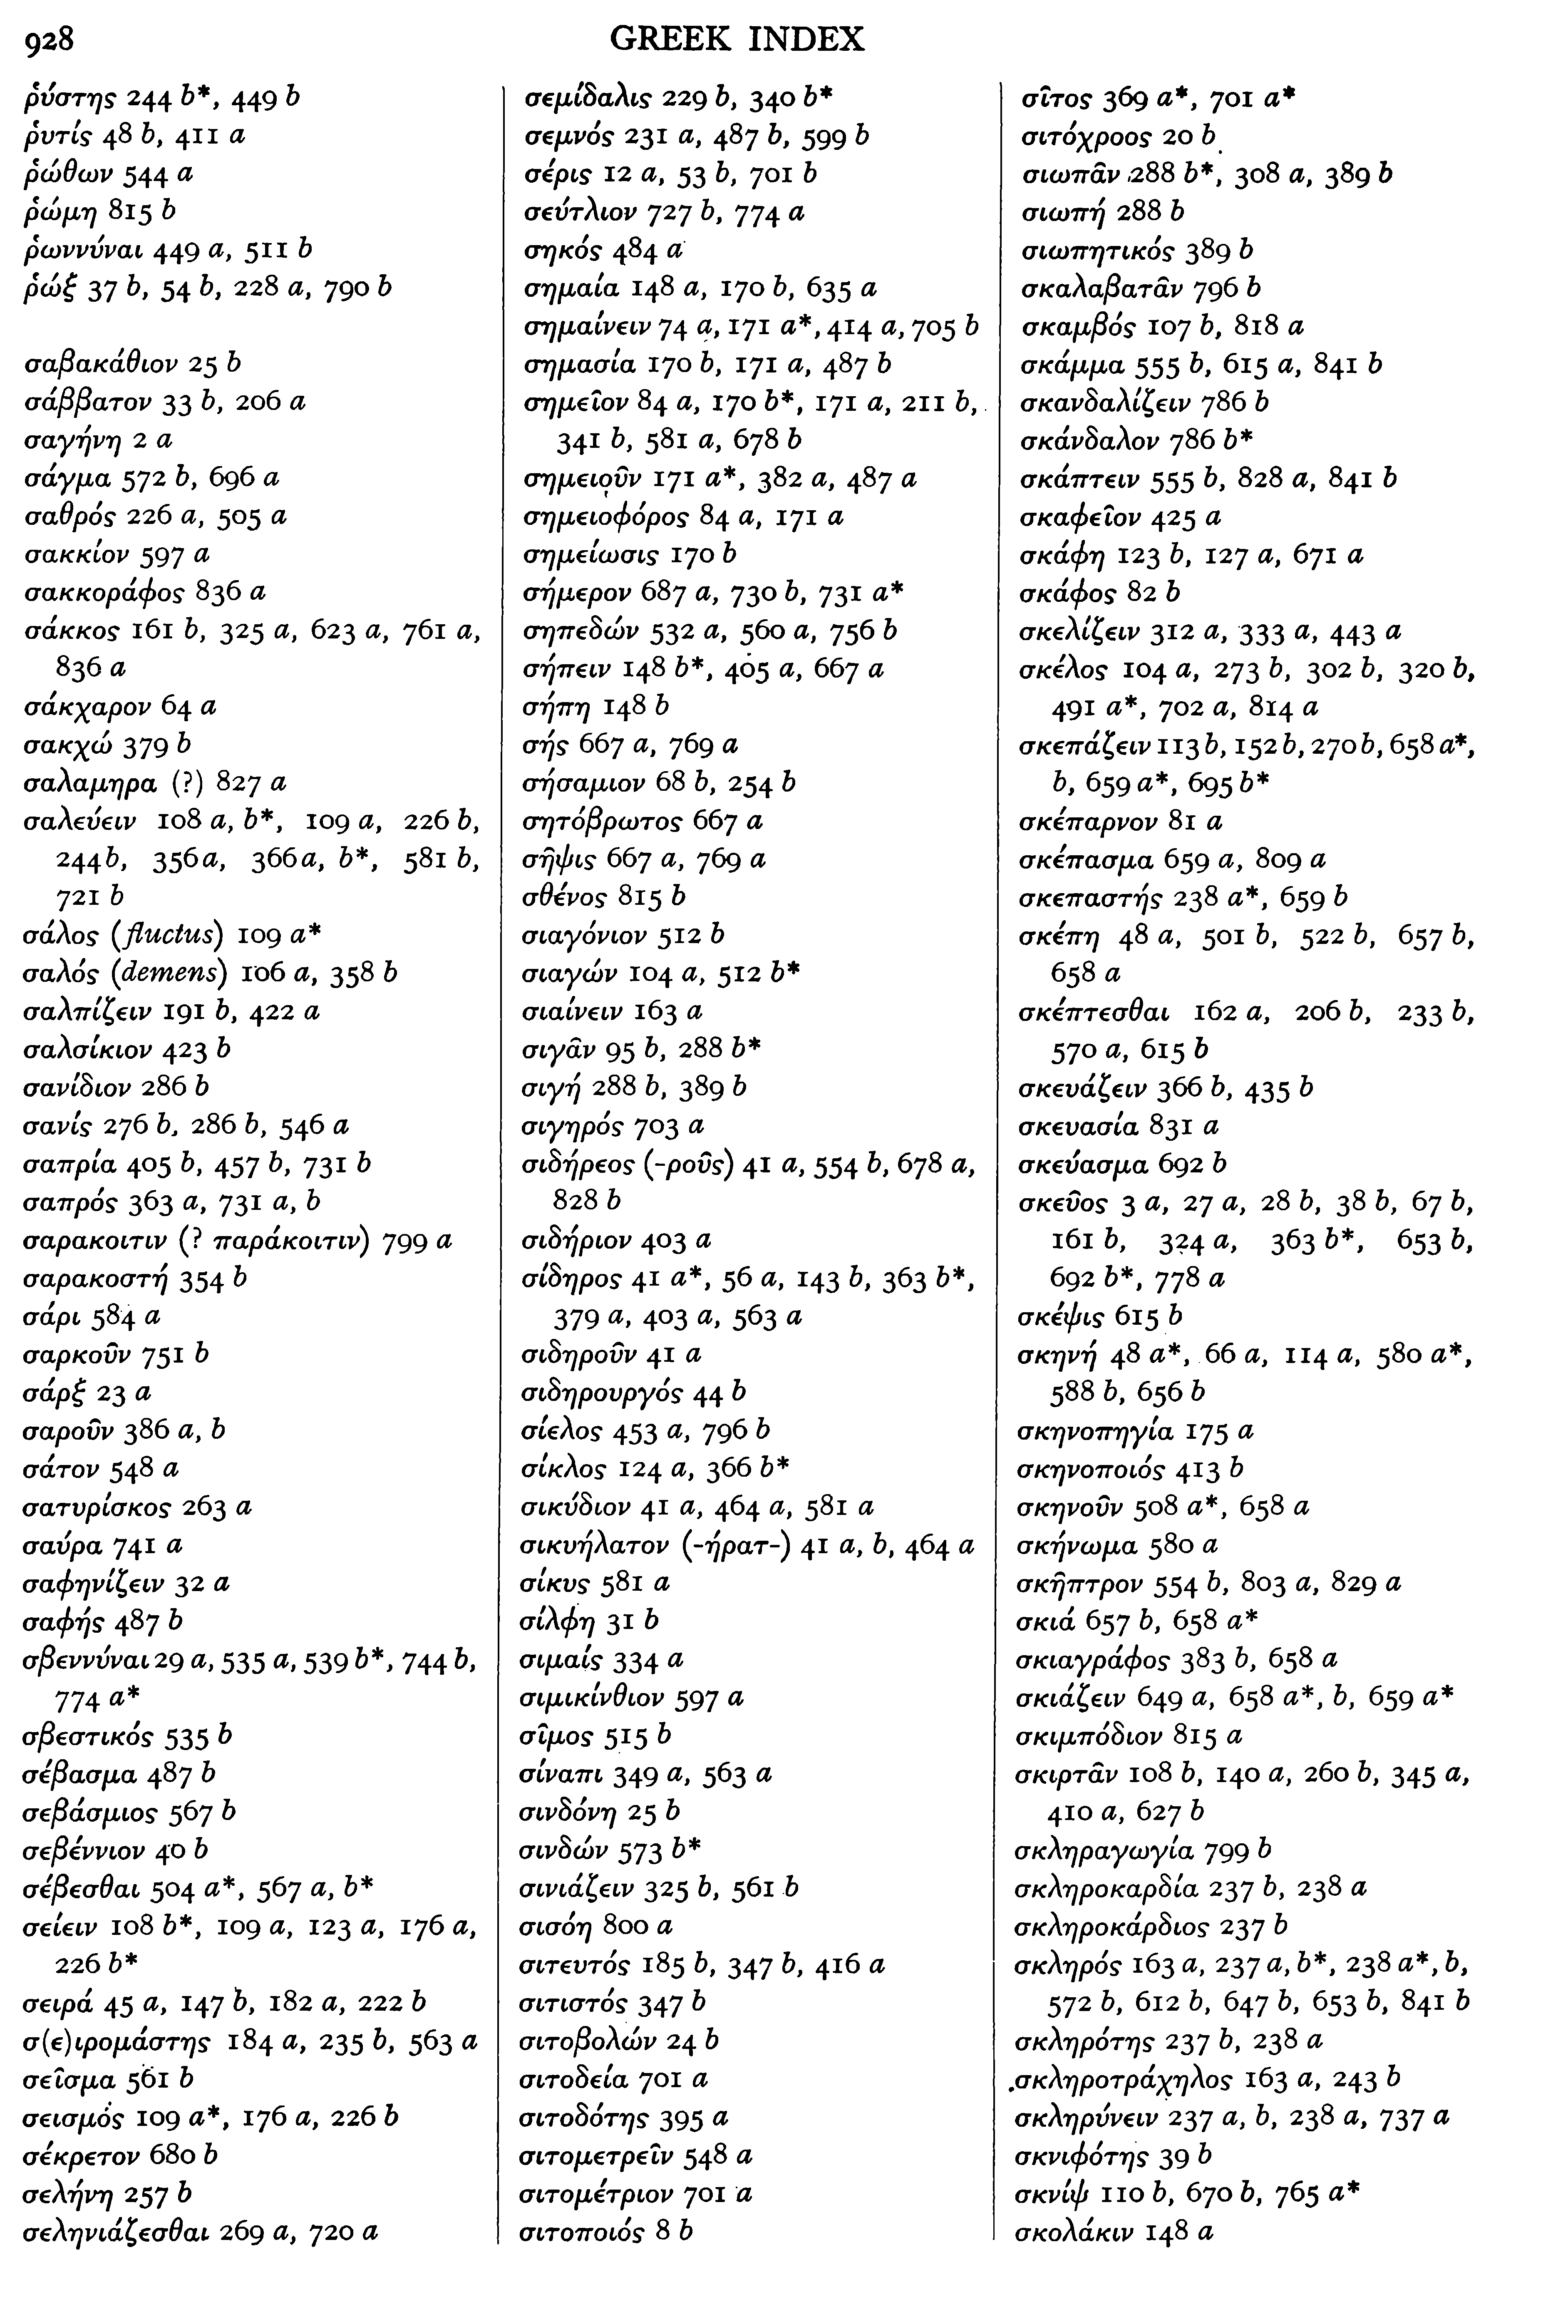 928
GREEK INDEX
ῥύστης 244 b*, 449 b
ῥυτίς 48 b, 411 a
ῥώθων 544 a
ῥώμη 815 b
ῥωννύναι 449 a, 511 b
ῥώξ 37 b, 54 b, 228 a, 790 b
σαβακάθιον 25 b
σάββατον 33 b, 206 a
σαγήνη 2 a
σάγμα 572 b, 696 a
σαθρός 226 a, 505 a
σακκίον 597 a
σακκοράφος 836 a
σάκκος 161 b, 325 a, 623 a, 761 a,
836 a
σάκχαρον 64 a
σακχώ 379 b
σαλαμηρα (?) 827 a
σαλεύειν 108 a, b*, 109 a, 226 b,
244 b, 356 a, 366 a, b*, 581 b,
721 b
σάλος (fluctus) 109 a*
σαλός (demens) 106 a, 358 b
σαλπίζειν 191 b, 422 a
σαλσίκιον 423 b
σανίδιον 286 b
σανίς 276 b, 286 b, 546 a
σαπρία 405 b, 457 b, 731 b
σαπρός 363 a, 731 a, b
σαρακοιτιν (? παράκοιτιν) 799 a
σαρακοστή 354 b
σάρι 584 a
σαρκοῦν 751 b
σάρξ 23 a
σαροῦν 386 a, b
σάτον 548 a
σατυρίσκος 263 a
σαύρα 741 a
σαφηνίζειν 32 a
σαφής 487 b
σβεννύναι 29 a, 535 a, 539 b*, 744 b,
774 a*
σβεστικός 535 b
σέβασμα 487 b
σεβάσμιος 567 b
σεβέννιον 40 b
σέβεσθαι 504 a*, 567 a, b*
σείειν 108 b*, 109 a, 123 a, 176 a,
226 b*
σειρά 45 a, 147 b, 182 a, 222 b
σ(ε)ιρομάστης 184 a, 235 b, 563 a
σεῖσμα 561 b
σεισμός 109 a*, 176 a, 226 b
σέκρετον 680 b
σελήνη 257 b
σεληνιάζεσθαι 269 a, 720 a
σεμίδαλις 229 b, 340 b*
σεμνός 231 a, 487 b, 599 b
σέρις 12 a, 53 b, 701 b
σεύτλιον 727 b, 774 a
σηκός 484 a
σημαία 148 a, 170 b, 635 a
σημαίνειν 74 a, 171 a*, 414 a, 705 b
σημασία 170 b, 171 a, 487 b
σημεῖον 84 a, 170 b*, 171 a, 211 b,
341 b, 581 a, 678 b
σημειοῦν 171 a*, 382 a, 487 a
σημειοφόρος 84 a, 171 a
σημείωσις 170 b
σήμερον 687 a, 730 b, 731 a*
σηπεδών 532 a, 560 a, 756 b
σήπειν 148 b*, 405 a, 667 a
σήπη 148 b
σής 667 a, 769 a
σήσαμιον 68 b, 254 b
σητόβρωτος 667 a
σῆψις 667 a, 769 a
σθένος 815 b
σιαγόνιον 512 b
σιαγών 104 a, 512 b*
σιαίνειν 163 a
σιγᾶν 95 b, 288 b*
σιγή 288 b, 389 b
σιγηρός 703 a
σιδήρεος (-ροῦς) 41 a, 554 b, 678 a,
828 b
σιδήριον 403 a
σίδηρος 41 a*, 56 a, 143 b, 363 b*,
379 a, 403 a, 563 a
σιδηροῦν 41 a
σιδηρουργός 44 b
σίελος 453 a, 796 b
σίκλος 124 a, 366 b*
σικύδιον 41 a, 464 a, 581 a
σικυήλατον (-ήρατ-) 41 a, b, 464 a
σίκυς 581 a
σίλφη 31 b
σιμαίς 334 a
σιμικίνθιον 597 a
σῖμος 515 b
σίναπι 349 a, 563 a
σινδόνη 25 b
σινδών 573 b*
σινιάζειν 325 b, 561 b
σισόη 800 a
σιτευτός 185 b, 347 b, 416 a
σιτιστός 347 b
σιτοβολών 24 b
σιτοδεία 701 a
σιτοδότης 395 a
σιτομετρεῖν 548 a
σιτομέτριον 701 a
σιτοποιός 8 b
σῖτος 369 a*, 701 a*
σιτόχροος 20 b
σιωπᾶν 288 b*, 308 a, 389 b
σιωπή 288 b
σιωπητικός 389 b
σκαλαβατᾶν 796 b
σκαμβός 107 b, 818 a
σκάμμα 555 b, 615 a, 841 b
σκανδαλίζειν 786 b
σκάνδαλον 786 b*
σκάπτειν 555 b, 828 a, 841 b
σκαφεῖον 425 a
σκάφη 123 b, 127 a, 671 a
σκάφος 82 b
σκελίζειν 312 a, 333 a, 443 a
σκέλος 104 a, 273 b, 302 b, 320 b,
491 a*, 702 a, 814 a
σκεπάζειν 113 b, 152 b, 270 b, 658 a*,
b, 659 a*, 695 b*
σκέπαρνον 81 a
σκέπασμα 659 a, 809 a
σκεπαστής 238 a*, 659 b
σκέπη 48 a, 501 b, 522 b, 657 b,
658 a
σκέπτεσθαι 162 a, 206 b, 233 b,
570 a, 615 b
σκευάζειν 366 b, 435 b
σκευασία 831 a
σκεύασμα 692 b
σκεῦος 3 a, 27 a, 28 b, 38 b, 67 b,
161 b, 324 a, 363 b*, 653 b,
692 b*, 778 a
σκέψις 615 b
σκηνή 48 a*, 66 a, 114 a, 580 a*,
588 b, 656 b
σκηνοπηγία 175 a
σκηνοποιός 413 b
σκηνοῦν 508 a*, 658 a
σκήνωμα 580 a
σκῆπτρον 554 b, 803 a, 829 a
σκιά 657 b, 658 a*
σκιαγράφος 383 b, 658 a
σκιάζειν 649 a, 658 a*, b, 659 a*
σκιμπόδιον 815 a
σκιρτᾶν 108 b, 140 a, 260 b, 345 a,
410 a, 627 b
σκληραγωγία 799 b
σκληροκαρδία 237 b, 238 a
σκληροκάρδιος 237 b
σκληρός 163 a, 237 a, b*, 238 a*, b,
572 b, 612 b, 647 b, 653 b, 841 b
σκληρότης 237 b, 238 a
σκληροτράχηλος 163 a, 243 b
σκληρύνειν 237 a, b, 238 a, 737 a
σκνιφότης 39 b
σκνίψ 110 b, 670 b, 765 a*
σκολάκιν 148 a